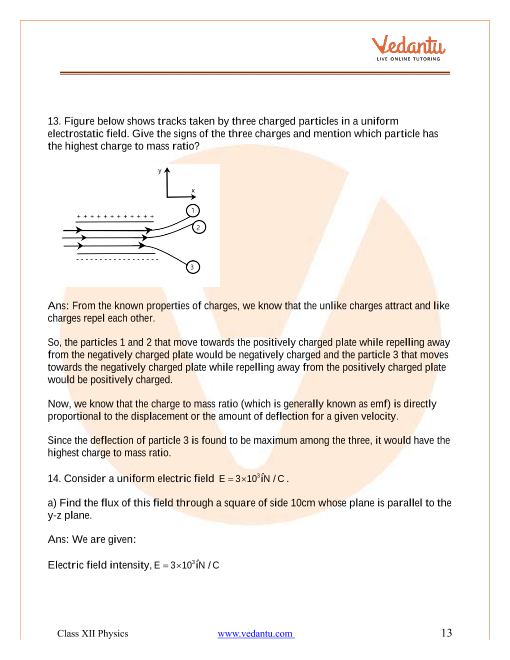 Vedantu
LIVE ONLINE TUTORING
13. Figure below shows tracks taken by three charged particles in a uniform
electrostatic field. Give the signs of the three charges and mention which particle has
the highest charge to mass ratio?
y
x
+ + + + + + + + + + + +
1
2
3
- - - - - - - - - - - - - - - - -
Ans: From the known properties of charges, we know that the unlike charges attract and like
charges repel each other.
So, the particles 1 and 2 that move towards the positively charged plate while repelling away
from the negatively charged plate would be negatively charged and the particle 3 that moves
towards the negatively charged plate while repelling away from the positively charged plate
would be positively charged.
Now, we know that the charge to mass ratio (which is generally known as emf) is directly
proportional to the displacement or the amount of deflection for a given velocity.
Since the deflection of particle 3 is found to be maximum among the three, it would have the
highest charge to mass ratio.
14. Consider a uniform electric field E = 3×10³îN / C .
a) Find the flux of this field through a square of side 10cm whose plane is parallel to the
y-z plane.
Ans: We are given:
Electric field intensity, E = 3×10³îN / C
Class XII Physics www.vedantu.com 13